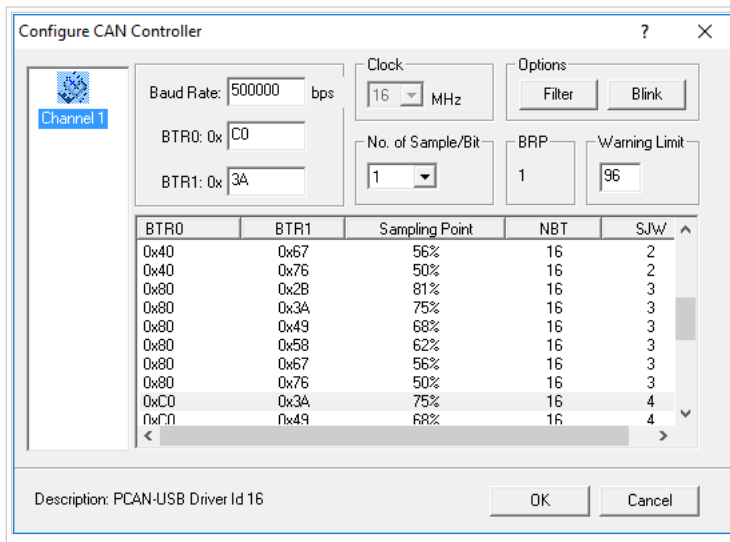 Configure CAN Controller ? ×
Channel 1
Baud Rate: 500000 bps
BTR0: 0x C0
BTR1: 0x 3A
Clock
16 MHz
Options
Filter Blink
No. of Sample/Bit
1
BRP
1
Warning Limit
96
BTR0 BTR1 Sampling Point NBT SJW
0x40 0x67 56% 16 2
0x40 0x76 50% 16 2
0x80 0x2B 81% 16 3
0x80 0x3A 75% 16 3
0x80 0x49 68% 16 3
0x80 0x58 62% 16 3
0x80 0x67 56% 16 3
0x80 0x76 50% 16 3
0xC0 0x3A 75% 16 4
0xC0 0x49 68% 16 4
Description: PCAN-USB Driver Id 16
OK Cancel